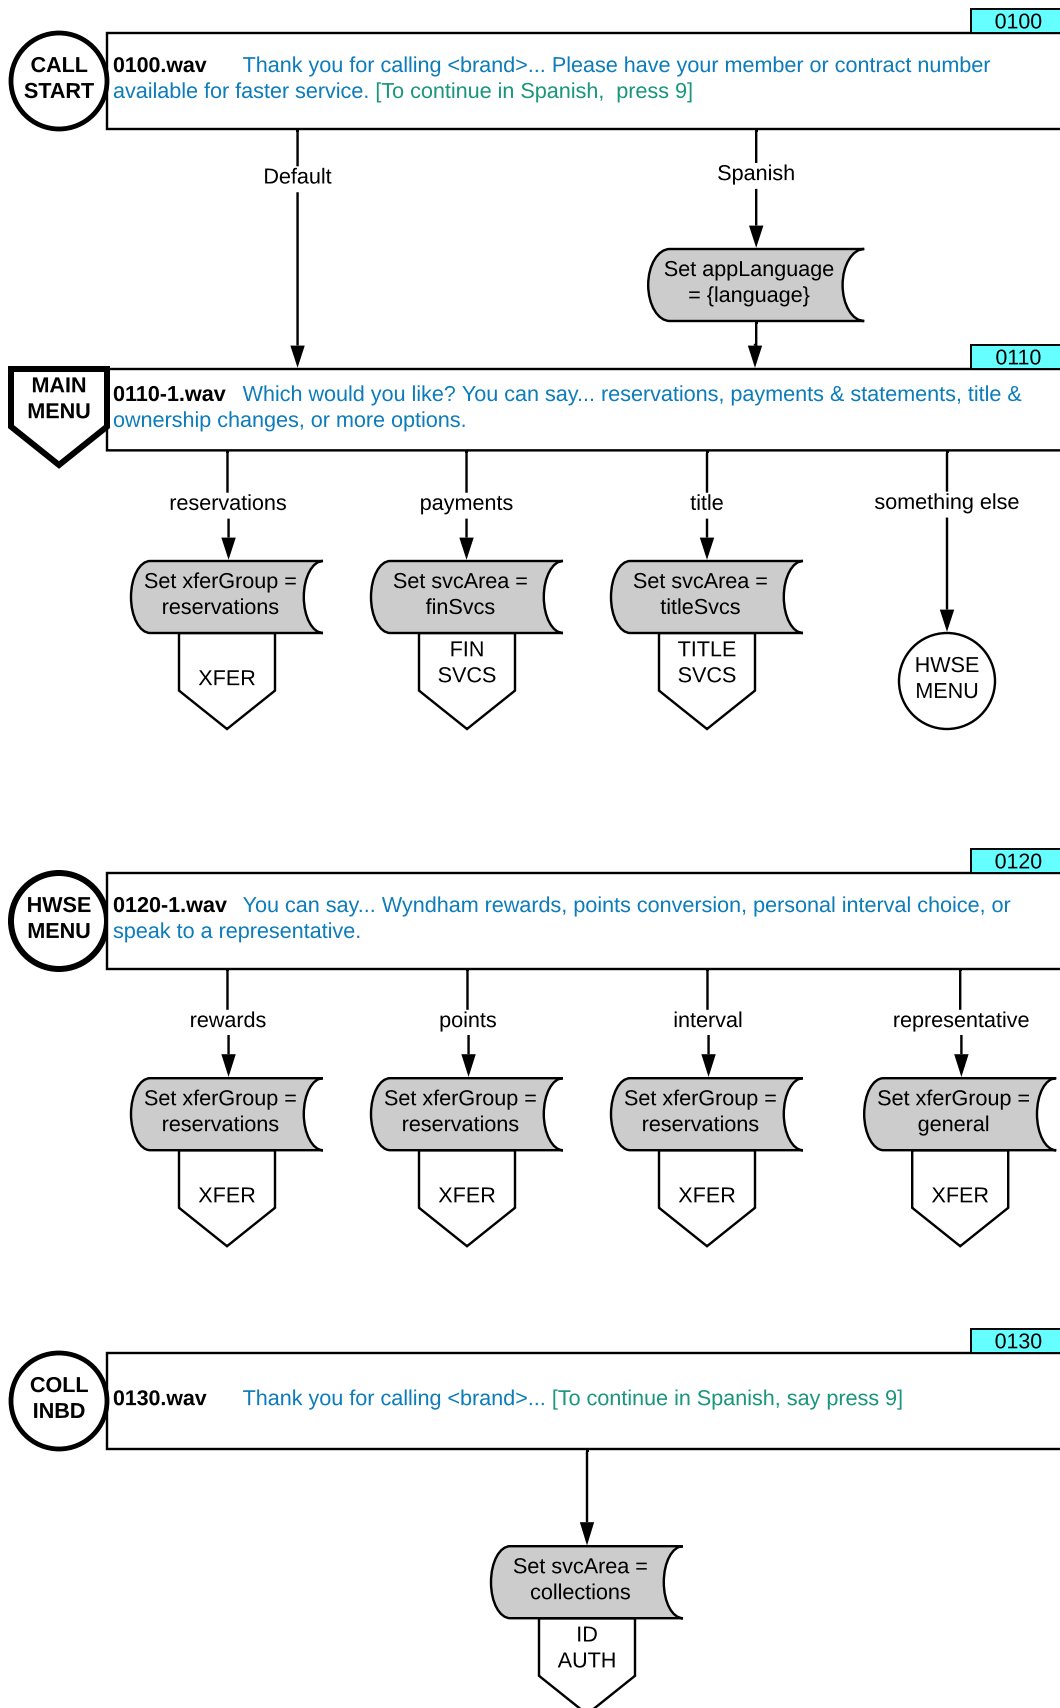 0100
CALL
START
0100.wav Thank you for calling <brand>... Please have your member or contract number
available for faster service. [To continue in Spanish,  press 9]
Default
Spanish
Set appLanguage
= {language}
0110
MAIN
MENU
0110-1.wav Which would you like? You can say... reservations, payments & statements, title &
ownership changes, or more options.
reservations
payments
title
something else
Set xferGroup =
reservations
Set svcArea =
finSvcs
Set svcArea =
titleSvcs
XFER
FIN
SVCS
TITLE
SVCS
HWSE
MENU
0120
HWSE
MENU
0120-1.wav You can say... Wyndham rewards, points conversion, personal interval choice, or
speak to a representative.
rewards
points
interval
representative
Set xferGroup =
reservations
Set xferGroup =
reservations
Set xferGroup =
reservations
Set xferGroup =
general
XFER
XFER
XFER
XFER
0130
COLL
INBD
0130.wav Thank you for calling <brand>... [To continue in Spanish, say press 9]
Set svcArea =
collections
ID
AUTH